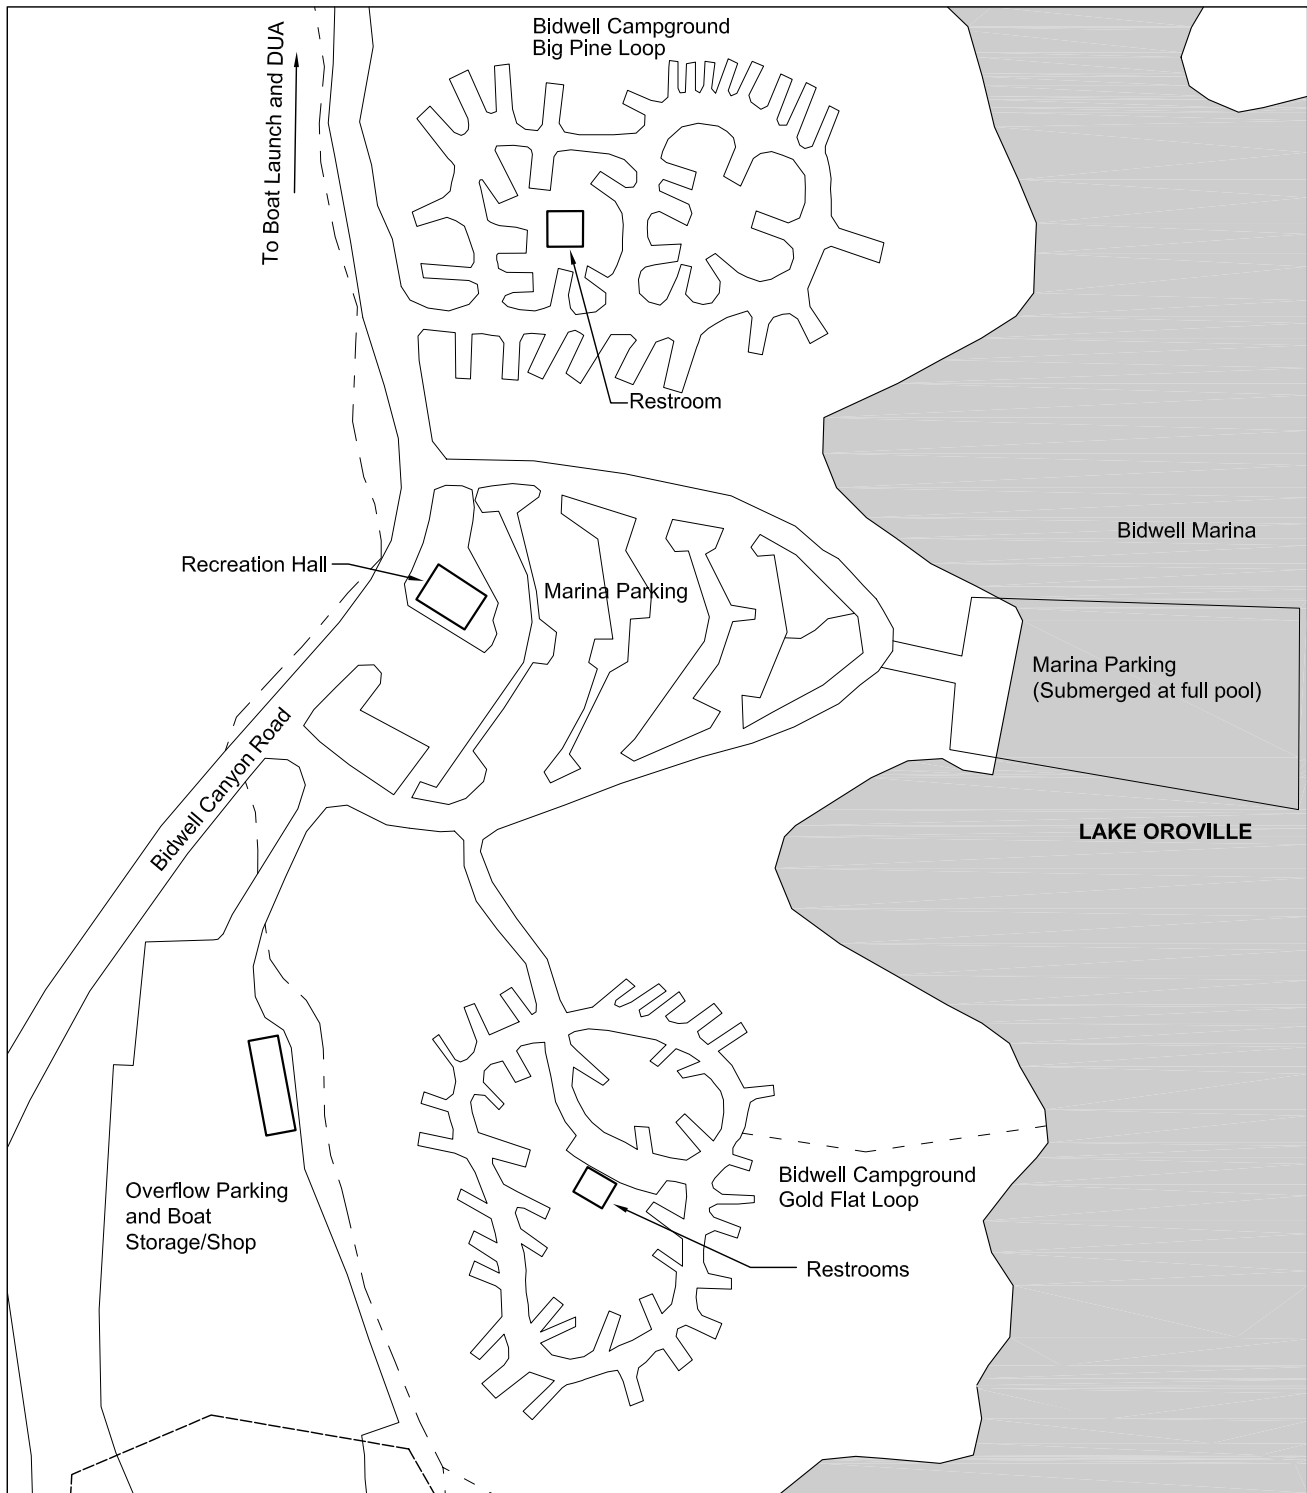 Bidwell Campground
Big Pine Loop
To Boat Launch and DUA
Restroom
Bidwell Marina
Recreation Hall
Marina Parking
Marina Parking
(Submerged at full pool)
Bidwell Canyon Road
LAKE OROVILLE
Bidwell Campground
Gold Flat Loop
Overflow Parking
and Boat
Storage/Shop
Restrooms